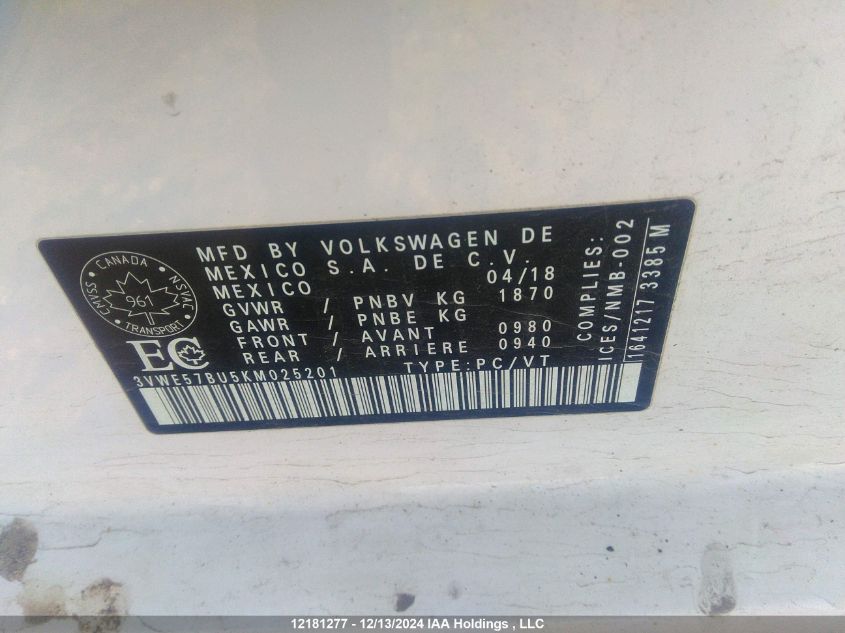 CANADA
CMVSS 961 NSVAC
TRANSPORT
EC
MFD BY VOLKSWAGEN DE
MEXICO S.A. DE C.V.
MEXICO 04/18
GVWR / PNBV KG 1870
GAWR / PNBE KG
FRONT / AVANT 0980
REAR / ARRIERE 0940
TYPE:PC/VT
3VWE57BU5KM025201
COMPLIES:
ICES/NMB-002
1641217 3385 M
12181277 - 12/13/2024 IAA Holdings , LLC